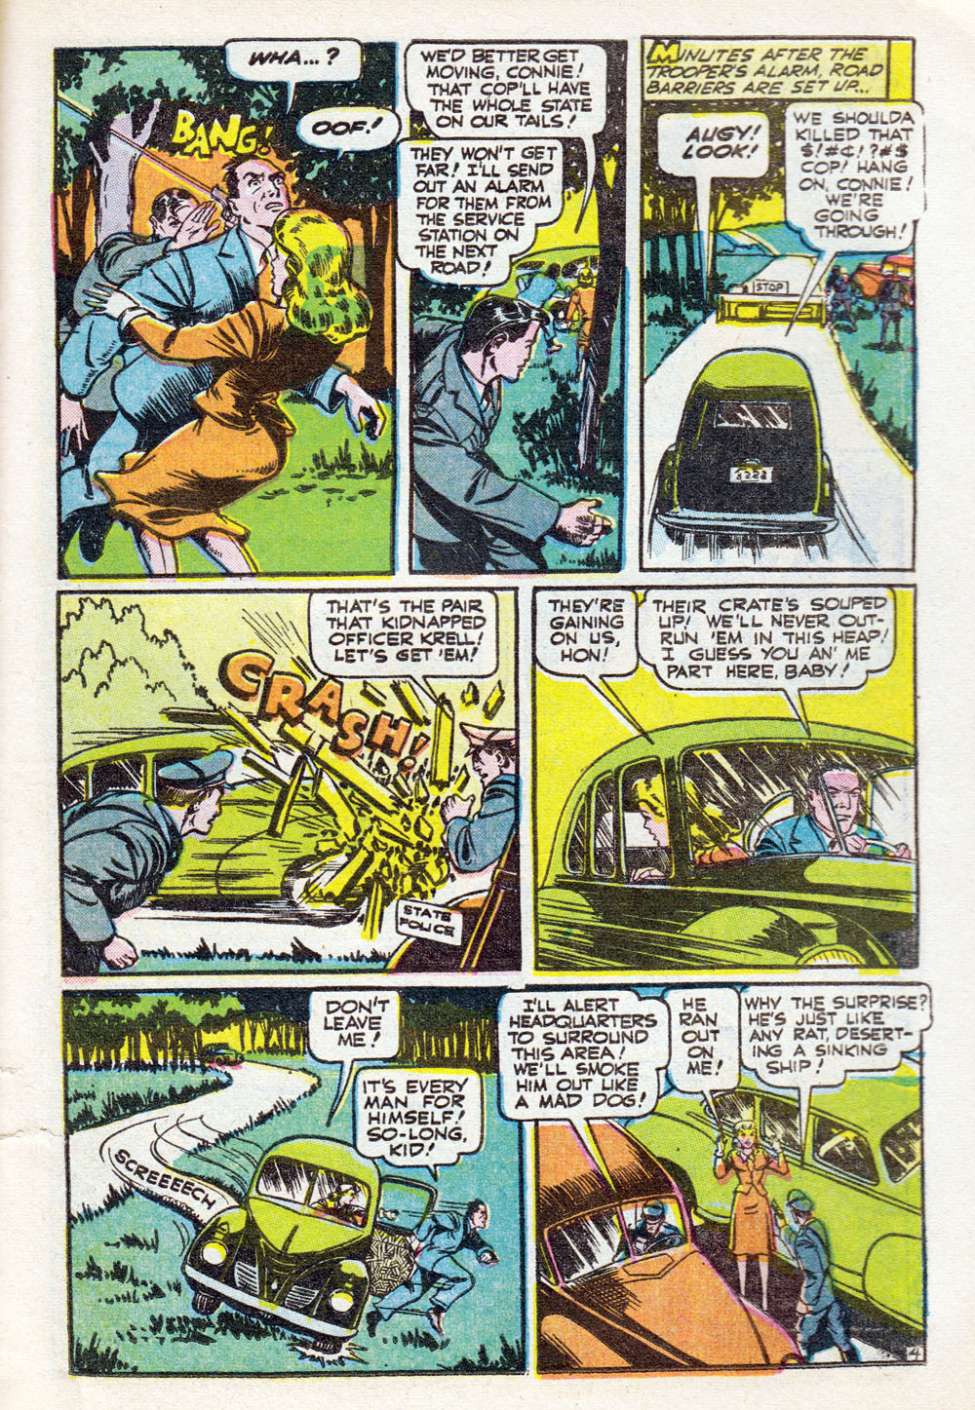 WHA...?
BANG!
OOF!
WE'D BETTER GET
MOVING, CONNIE!
THAT COP'LL HAVE
THE WHOLE STATE
ON OUR TAILS!
THEY WON'T GET
FAR! I'LL SEND
OUT AN ALARM
FOR THEM FROM
THE SERVICE
STATION ON
THE NEXT
ROAD!
MINUTES AFTER THE
TROOPER'S ALARM, ROAD
BARRIERS ARE SET UP...
AUGY!
LOOK!
WE SHOULDA
KILLED THAT
$!#¢!?#$
COP! HANG
ON, CONNIE!
WE'RE
GOING
THROUGH!
STOP
THAT'S THE PAIR
THAT KIDNAPPED
OFFICER KRELL!
LET'S GET 'EM!
CRASH!
STATE
POLICE
THEY'RE
GAINING
ON US,
HON!
THEIR CRATE'S SOUPED
UP! WE'LL NEVER OUT-
RUN 'EM IN THIS HEAP!
I GUESS YOU AN' ME
PART HERE, BABY!
DON'T
LEAVE
ME!
IT'S EVERY
MAN FOR
HIMSELF!
SO-LONG,
KID!
SCREEEEECH
I'LL ALERT
HEADQUARTERS
TO SURROUND
THIS AREA!
WE'LL SMOKE
HIM OUT LIKE
A MAD DOG!
HE
RAN
OUT
ON
ME!
WHY THE SURPRISE?
HE'S JUST LIKE
ANY RAT, DESERT-
ING A SINKING
SHIP!
4